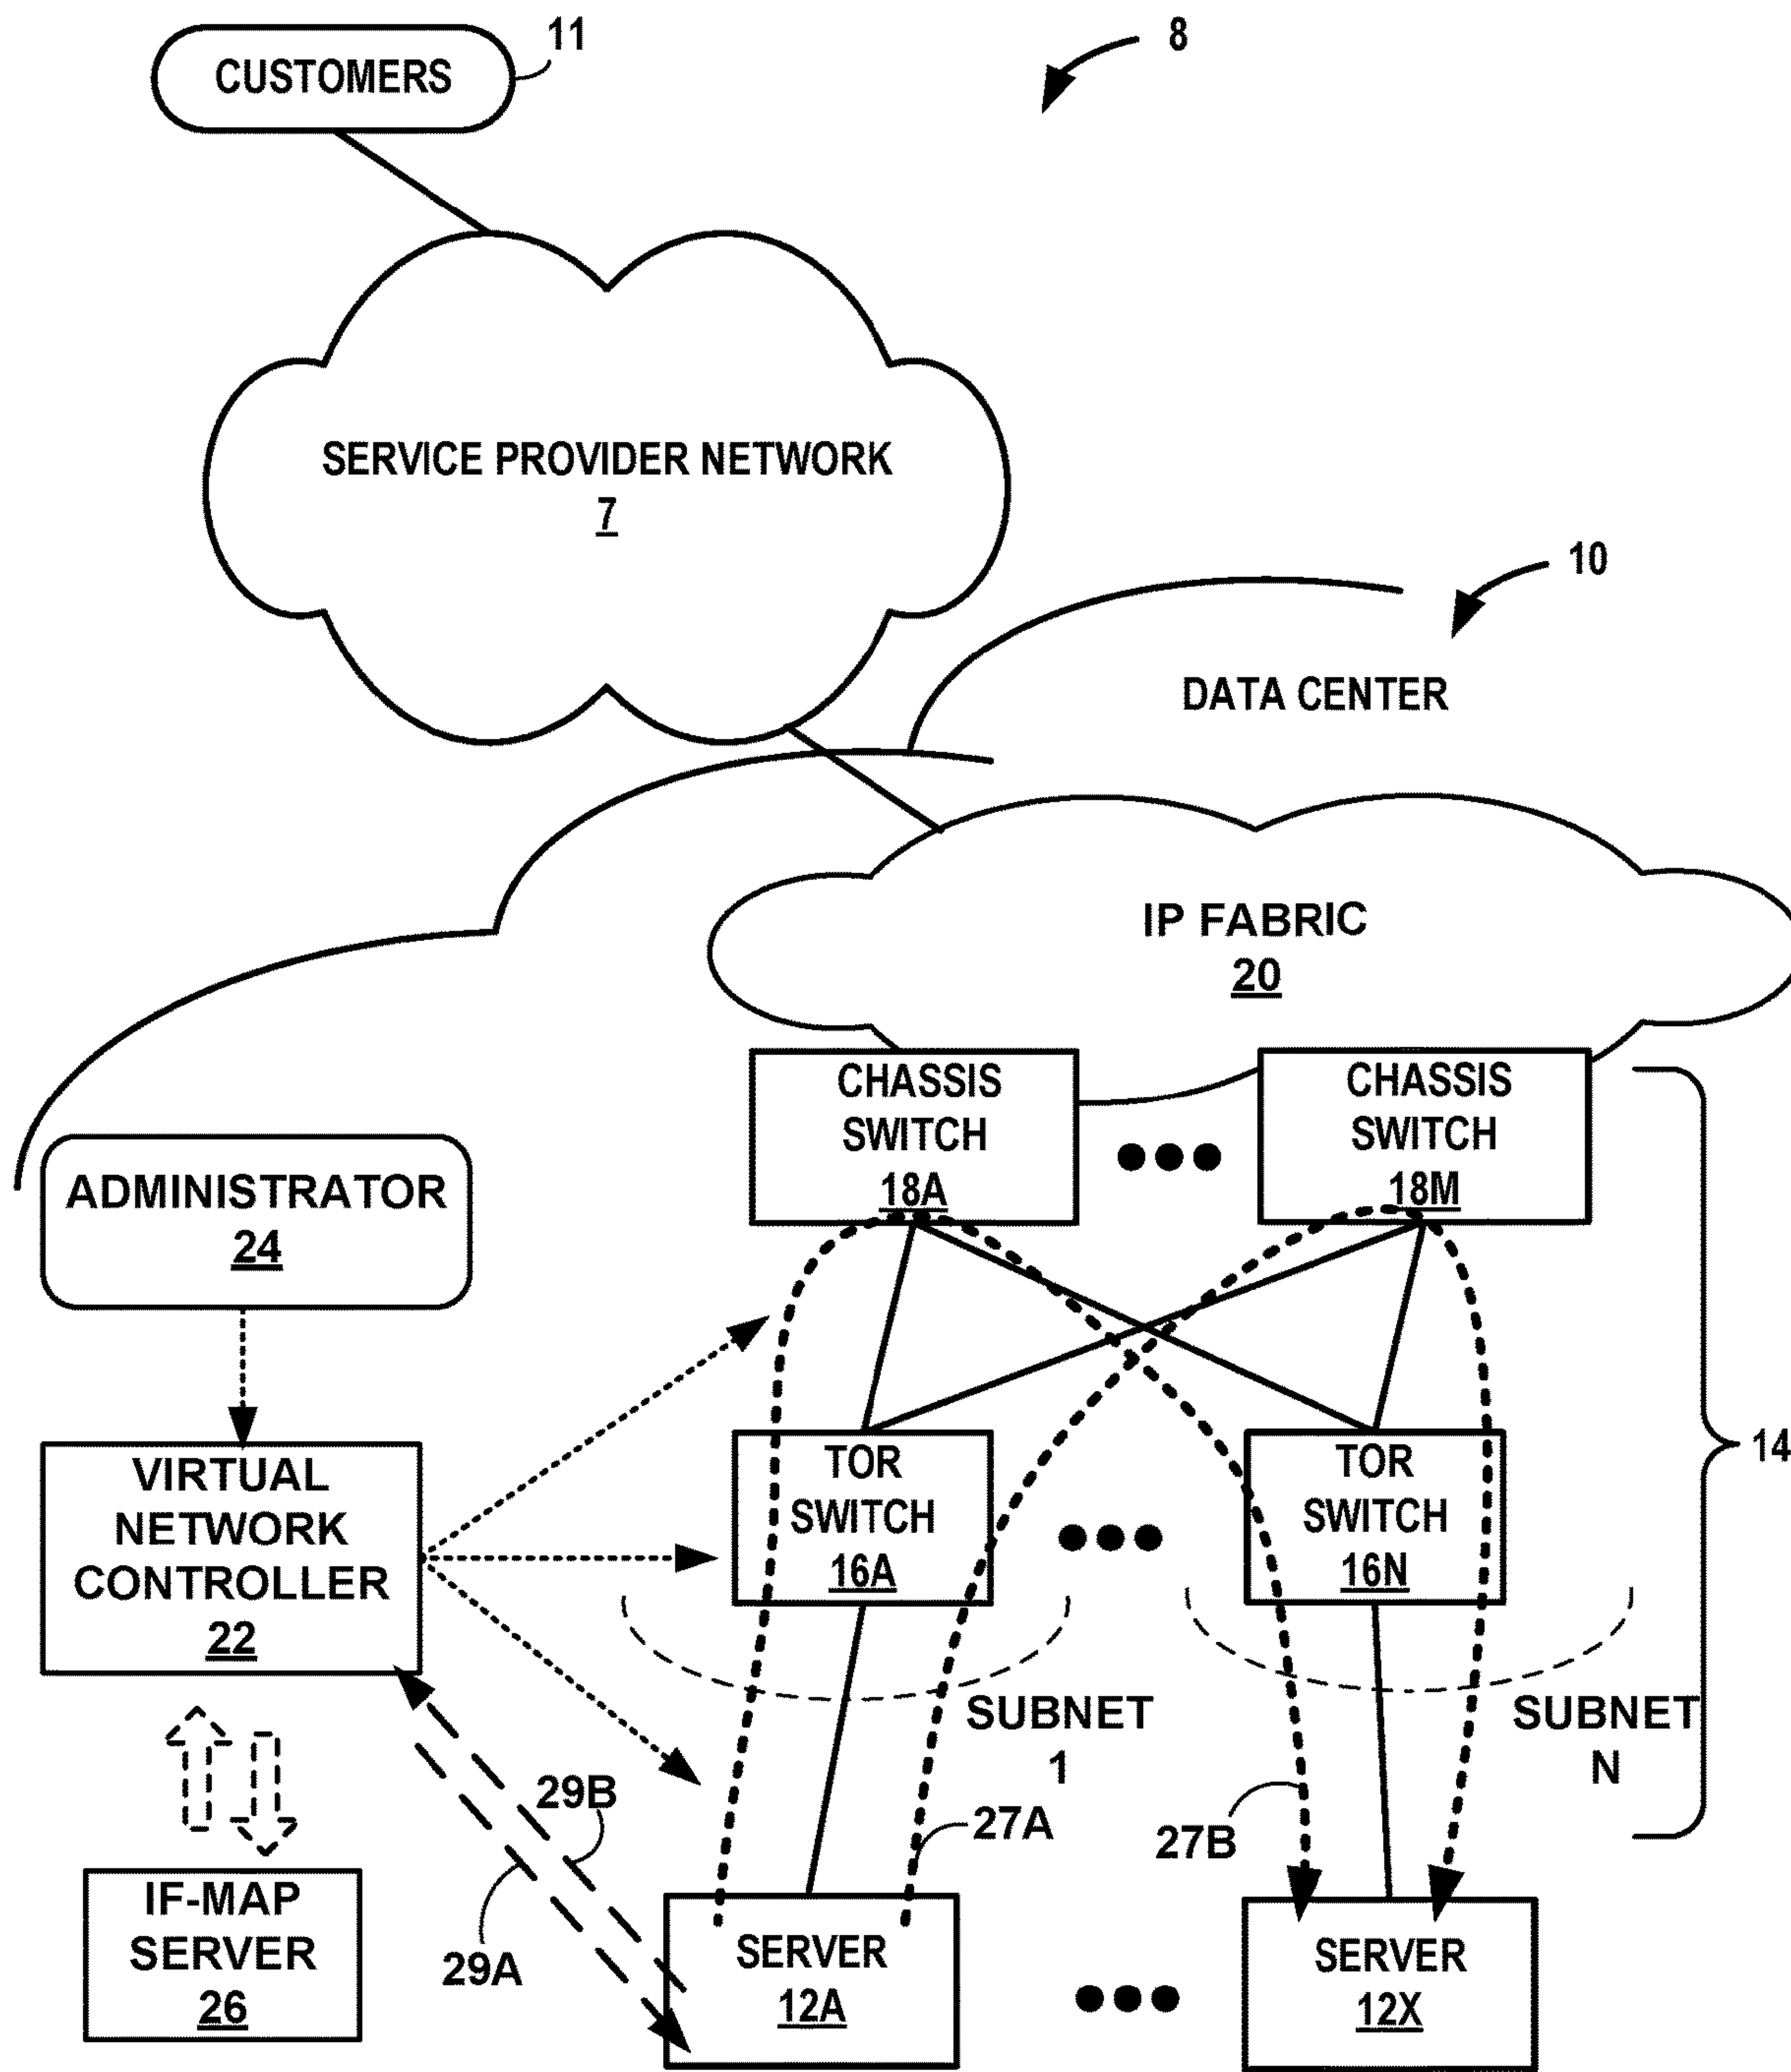 11
8
CUSTOMERS
SERVICE PROVIDER NETWORK
7
10
DATA CENTER
IP FABRIC
20
CHASSIS
SWITCH
18A
CHASSIS
SWITCH
18M
ADMINISTRATOR
24
VIRTUAL
NETWORK
CONTROLLER
22
TOR
SWITCH
16A
TOR
SWITCH
16N
14
SUBNET
1
SUBNET
N
29B
27A
27B
29A
IF-MAP
SERVER
26
SERVER
12A
SERVER
12X